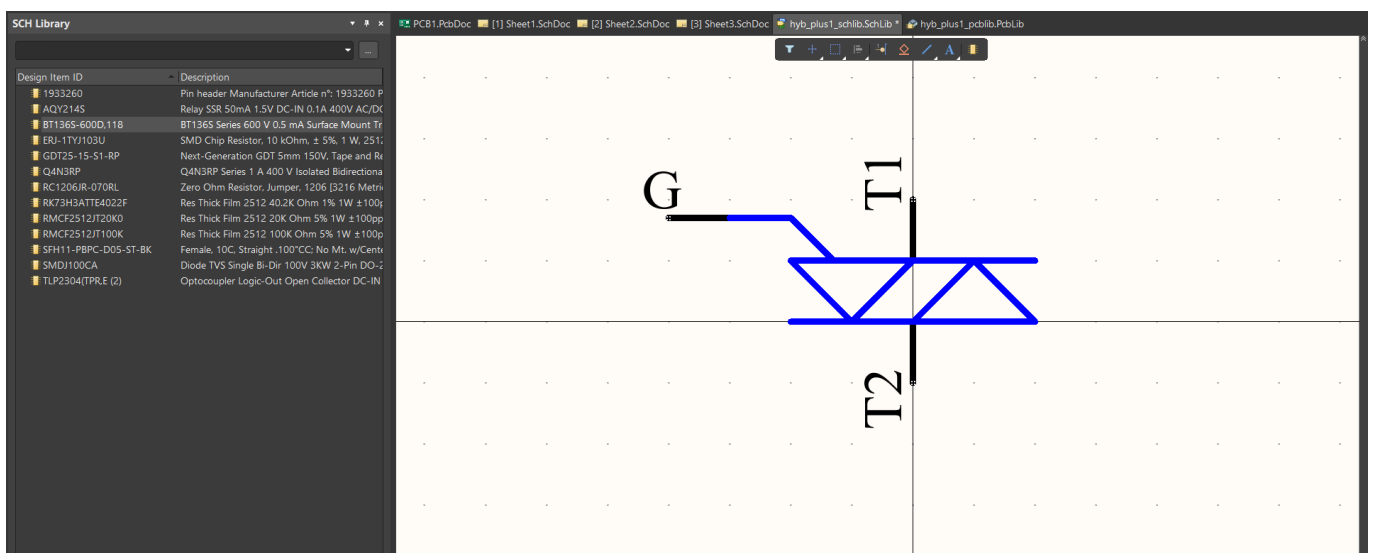 SCH Library
PCB1.PcbDoc [1] Sheet1.SchDoc [2] Sheet2.SchDoc [3] Sheet3.SchDoc hyb_plus1_schlib.SchLib * hyb_plus1_pcblib.PcbLib
...
A
Design Item ID Description
1933260 Pin header Manufacturer Article n°: 1933260 P
AQY214S Relay SSR 50mA 1.5V DC-IN 0.1A 400V AC/DC
BT136S-600D,118 BT136S Series 600 V 0.5 mA Surface Mount Tr
ERJ-1TYJ103U SMD Chip Resistor, 10 kOhm, ± 5%, 1 W, 2512
GDT25-15-S1-RP Next-Generation GDT 5mm 150V, Tape and Re
Q4N3RP Q4N3RP Series 1 A 400 V Isolated Bidirectiona
RC1206JR-070RL Zero Ohm Resistor, Jumper, 1206 [3216 Metri
RK73H3ATTE4022F Res Thick Film 2512 40.2K Ohm 1% 1W ±100p
RMCF2512JT20K0 Res Thick Film 2512 20K Ohm 5% 1W ±100pp
RMCF2512JT100K Res Thick Film 2512 100K Ohm 5% 1W ±100p
SFH11-PBPC-D05-ST-BK Female, 10C, Straight .100"CC; No Mt. w/Cente
SMDJ100CA Diode TVS Single Bi-Dir 100V 3KW 2-Pin DO-2
TLP2304(TPR,E (2) Optocoupler Logic-Out Open Collector DC-IN
G
T1
T2